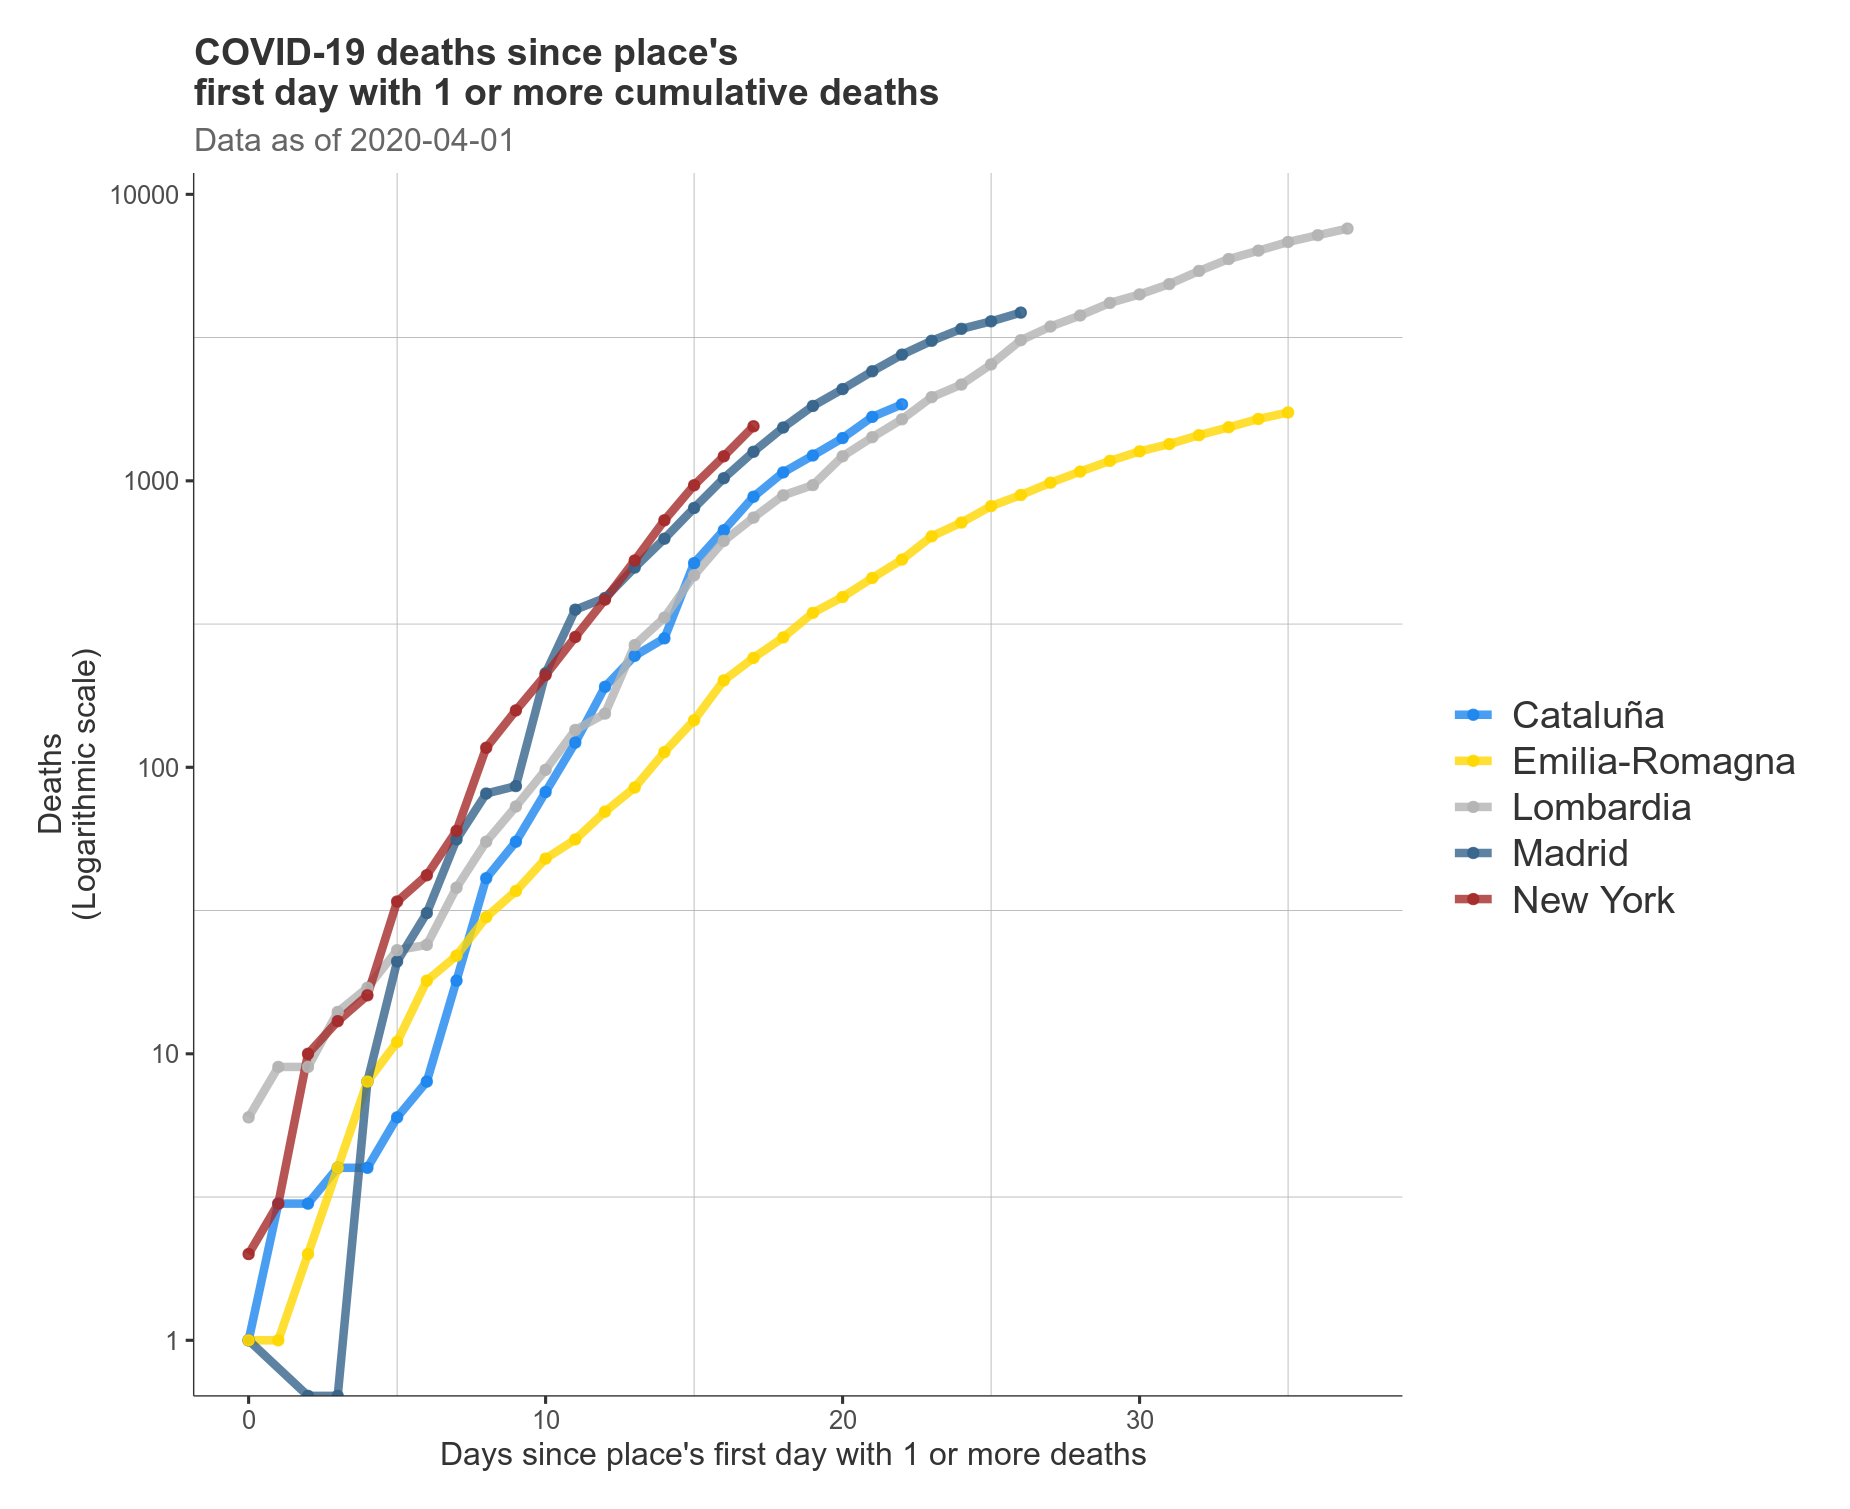 COVID-19 deaths since place's
first day with 1 or more cumulative deaths
Data as of 2020-04-01
10000
1000
100
10
1
Deaths
(Logarithmic scale)
0
10
20
30
Days since place's first day with 1 or more deaths
Cataluña
Emilia-Romagna
Lombardia
Madrid
New York